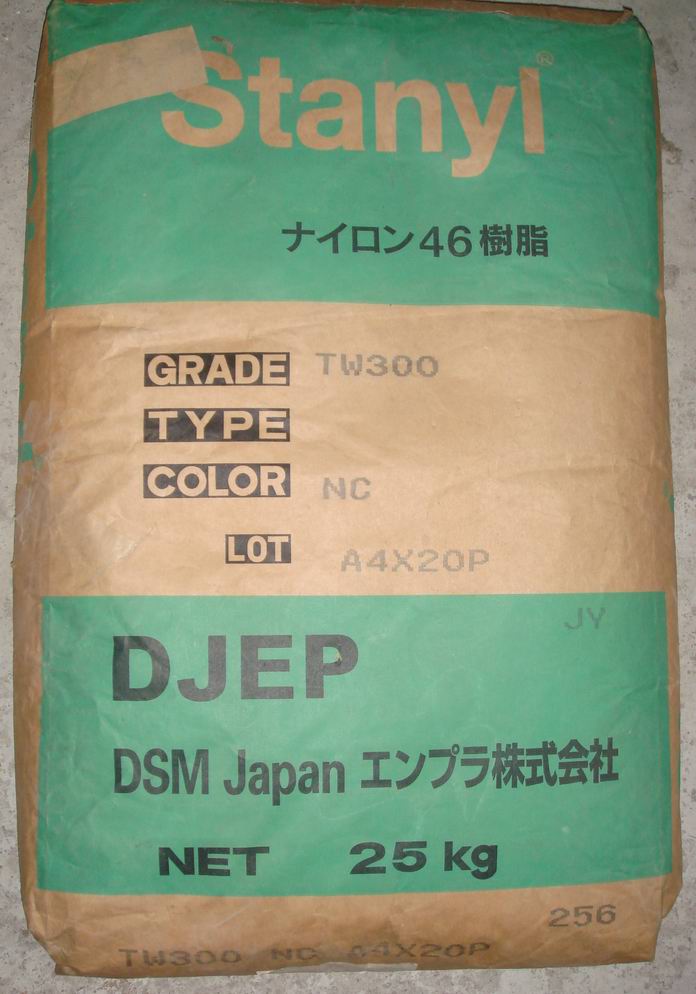 Stanyl®
ナイロン46樹脂
GRADE TW300
TYPE
COLOR NC
LOT A4X20P
JY
DJEP
DSM Japan エンプラ株式会社
NET 25 kg
256
TW300 NC A4X20P